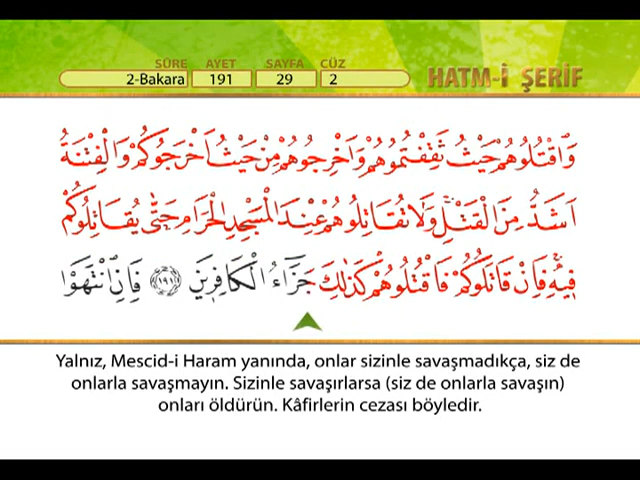 SÛRE AYET SAYFA CÜZ
2-Bakara 191 29 2
HATM-İ ŞERİF
وَاقْتُلُوهُمْ حَيْثُ ثَقِفْتُمُوهُمْ وَاَخْرِجُوهُمْ مِنْ حَيْثُ اَخْرَجُوكُمْ وَالْفِتْنَةُ
اَشَدُّ مِنَ الْقَتْلِۚ وَلَا تُقَاتِلُوهُمْ عِنْدَ الْمَسْجِدِ الْحَرَامِ حَتّٰى يُقَاتِلُوكُمْ
فٖيهِۚ فَاِنْ قَاتَلُوكُمْ فَاقْتُلُوهُمْ كَذٰلِكَ جَزَٓاءُ الْكَافِرٖينَ ﴿١٩١﴾ فَاِنِ انْتَهَوْا
Yalnız, Mescid-i Haram yanında, onlar sizinle savaşmadıkça, siz de
onlarla savaşmayın. Sizinle savaşırlarsa (siz de onlarla savaşın)
onları öldürün. Kâfirlerin cezası böyledir.